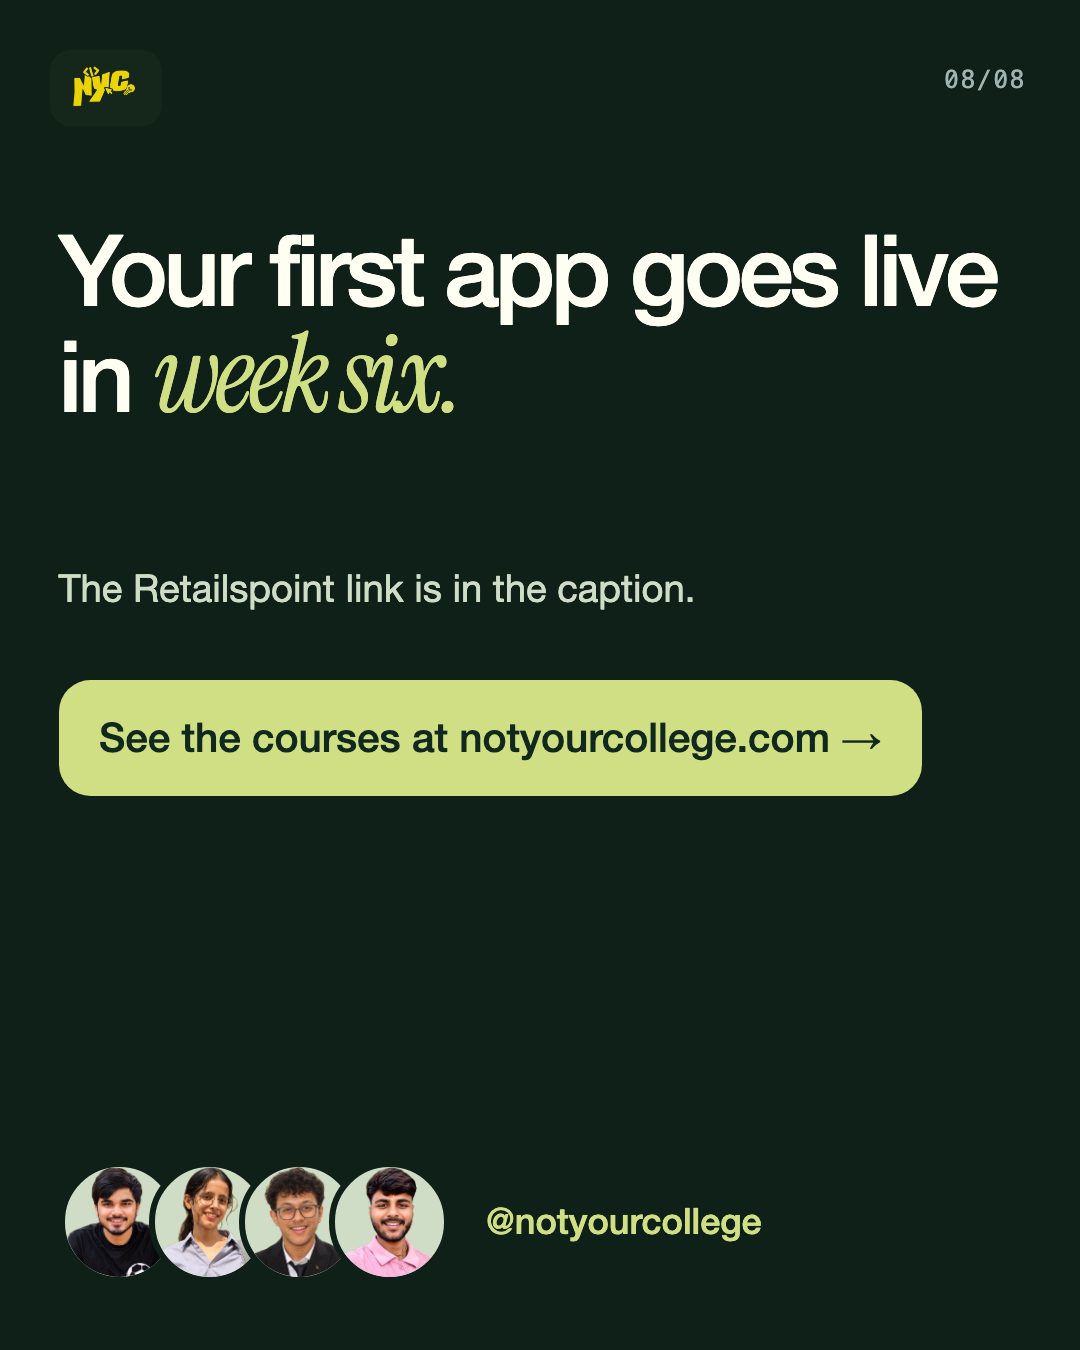 NYC
08/08
Your first app goes live
in week six.
The Retailspoint link is in the caption.
See the courses at notyourcollege.com →
@notyourcollege